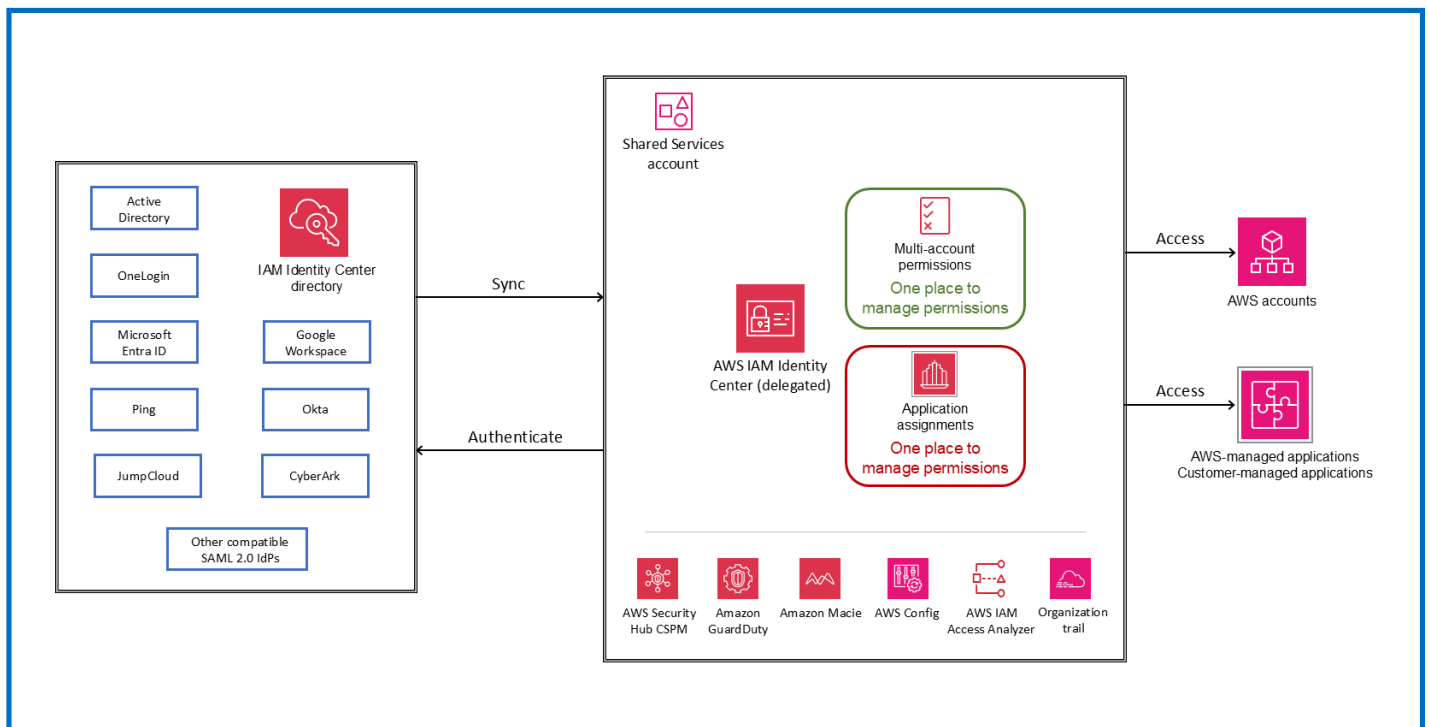 Active
Directory
IAM Identity Center
directory
OneLogin
Microsoft
Entra ID
Google
Workspace
Ping
Okta
JumpCloud
CyberArk
Other compatible
SAML 2.0 IdPs
Sync
Authenticate
Shared Services
account
AWS IAM Identity
Center (delegated)
Multi-account
permissions
One place to
manage permissions
Application
assignments
One place to
manage permissions
AWS Security
Hub CSPM
Amazon
GuardDuty
Amazon Macie
AWS Config
AWS IAM
Access Analyzer
Organization
trail
Access
AWS accounts
Access
AWS-managed applications
Customer-managed applications